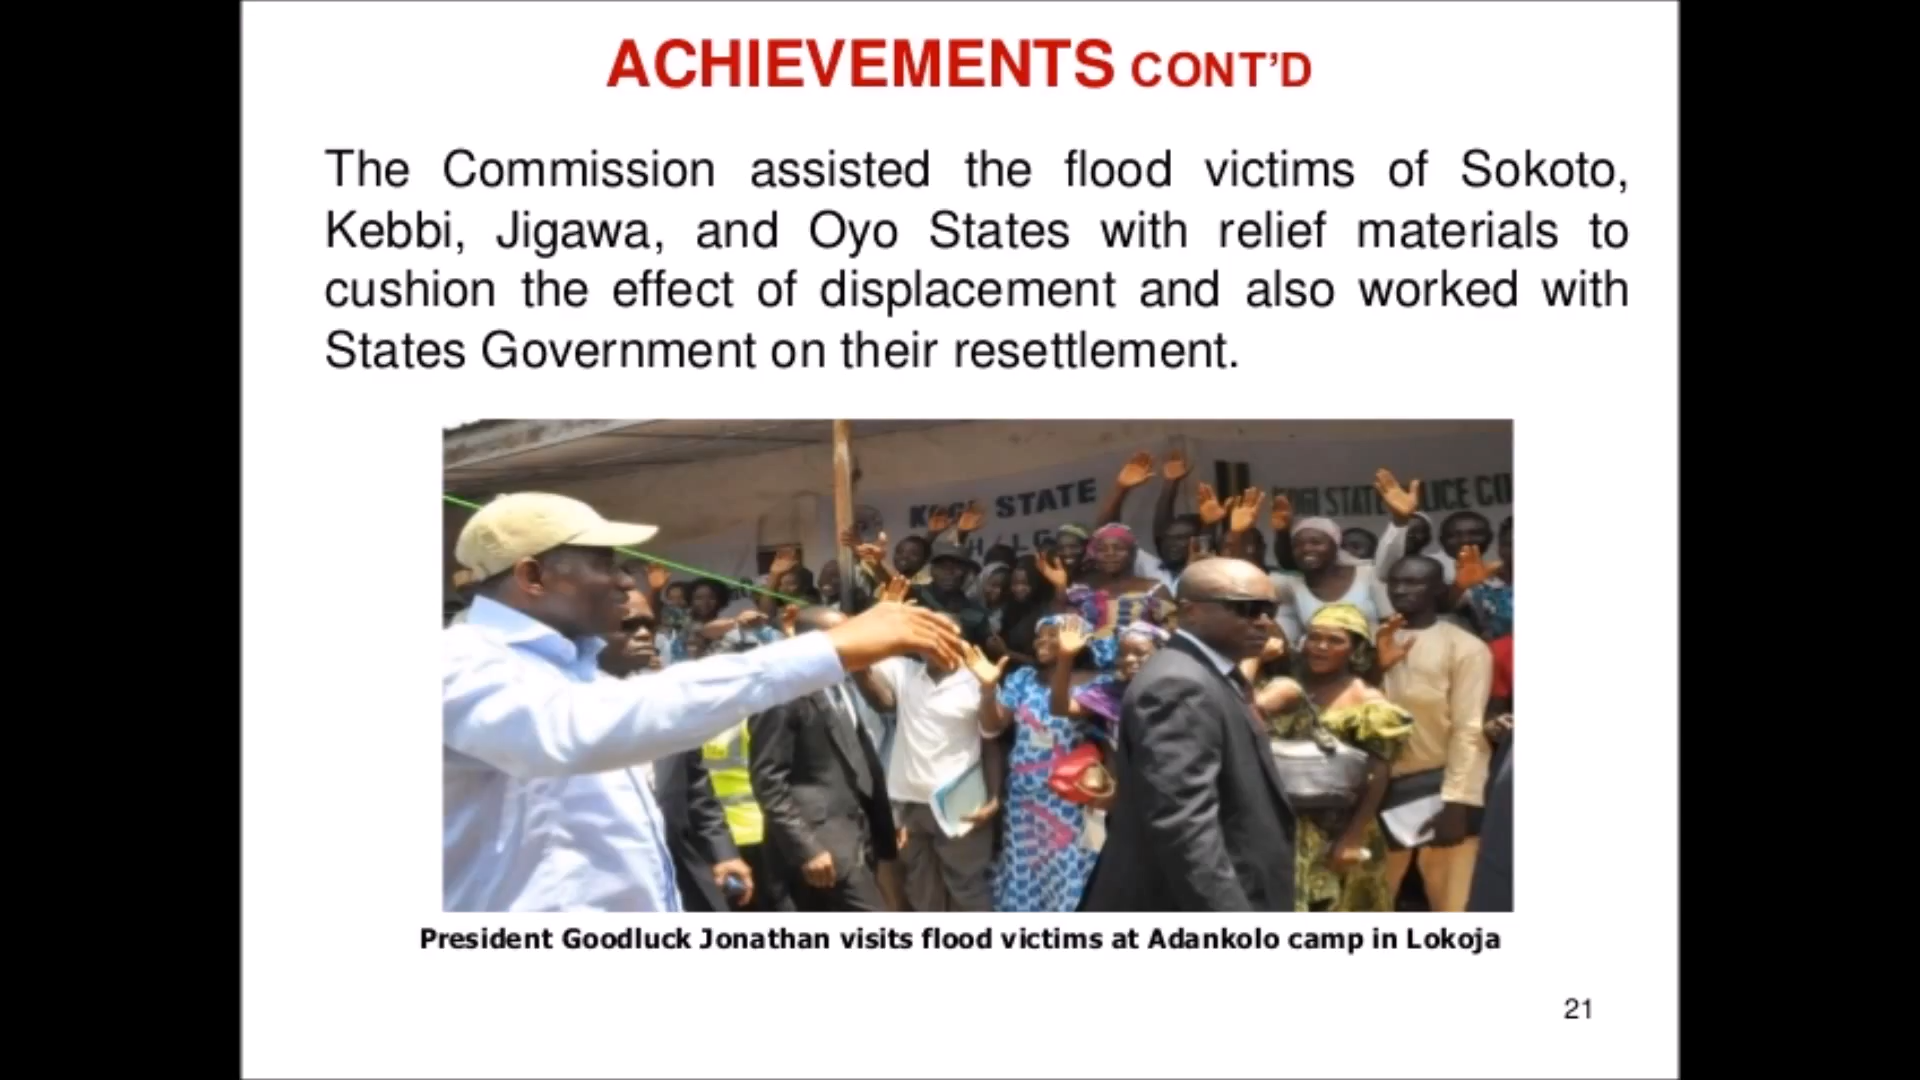 ACHIEVEMENTS CONT’D
The Commission assisted the flood victims of Sokoto,
Kebbi, Jigawa, and Oyo States with relief materials to
cushion the effect of displacement and also worked with
States Government on their resettlement.
STATE
STATE
President Goodluck Jonathan visits flood victims at Adankolo camp in Lokoja
21